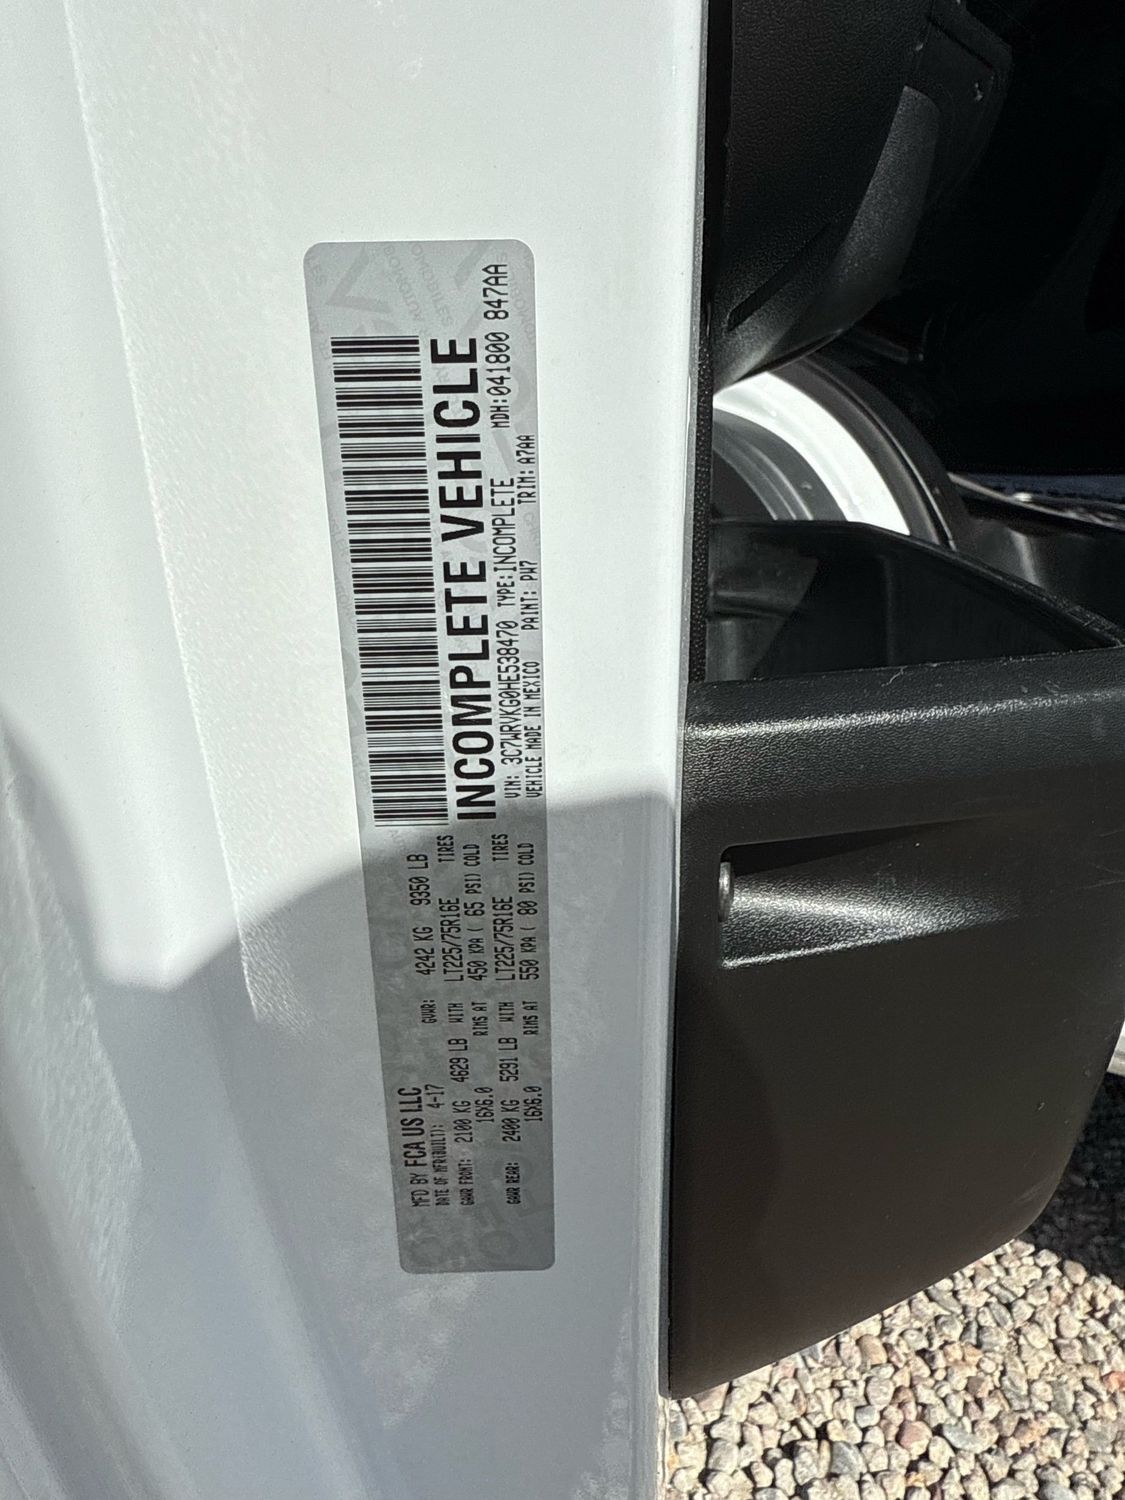 MFD BY FCA US LLC
DATE OF MFR(BUILT): 4-17 GVWR: 4242 KG 9350 LB
GAWR FRONT: 2100 KG 4629 LB WITH LT225/75R16E TIRES
16X6.0 RIMS AT 450 KPA ( 65 PSI) COLD
GAWR REAR: 2400 KG 5291 LB WITH LT225/75R16E TIRES
16X6.0 RIMS AT 550 KPA ( 80 PSI) COLD
INCOMPLETE VEHICLE
VIN: 3C7WRVKG0HE538470 TYPE:INCOMPLETE MDH:041800 847AA
VEHICLE MADE IN MEXICO PAINT: PW7 TRIM: A7AA